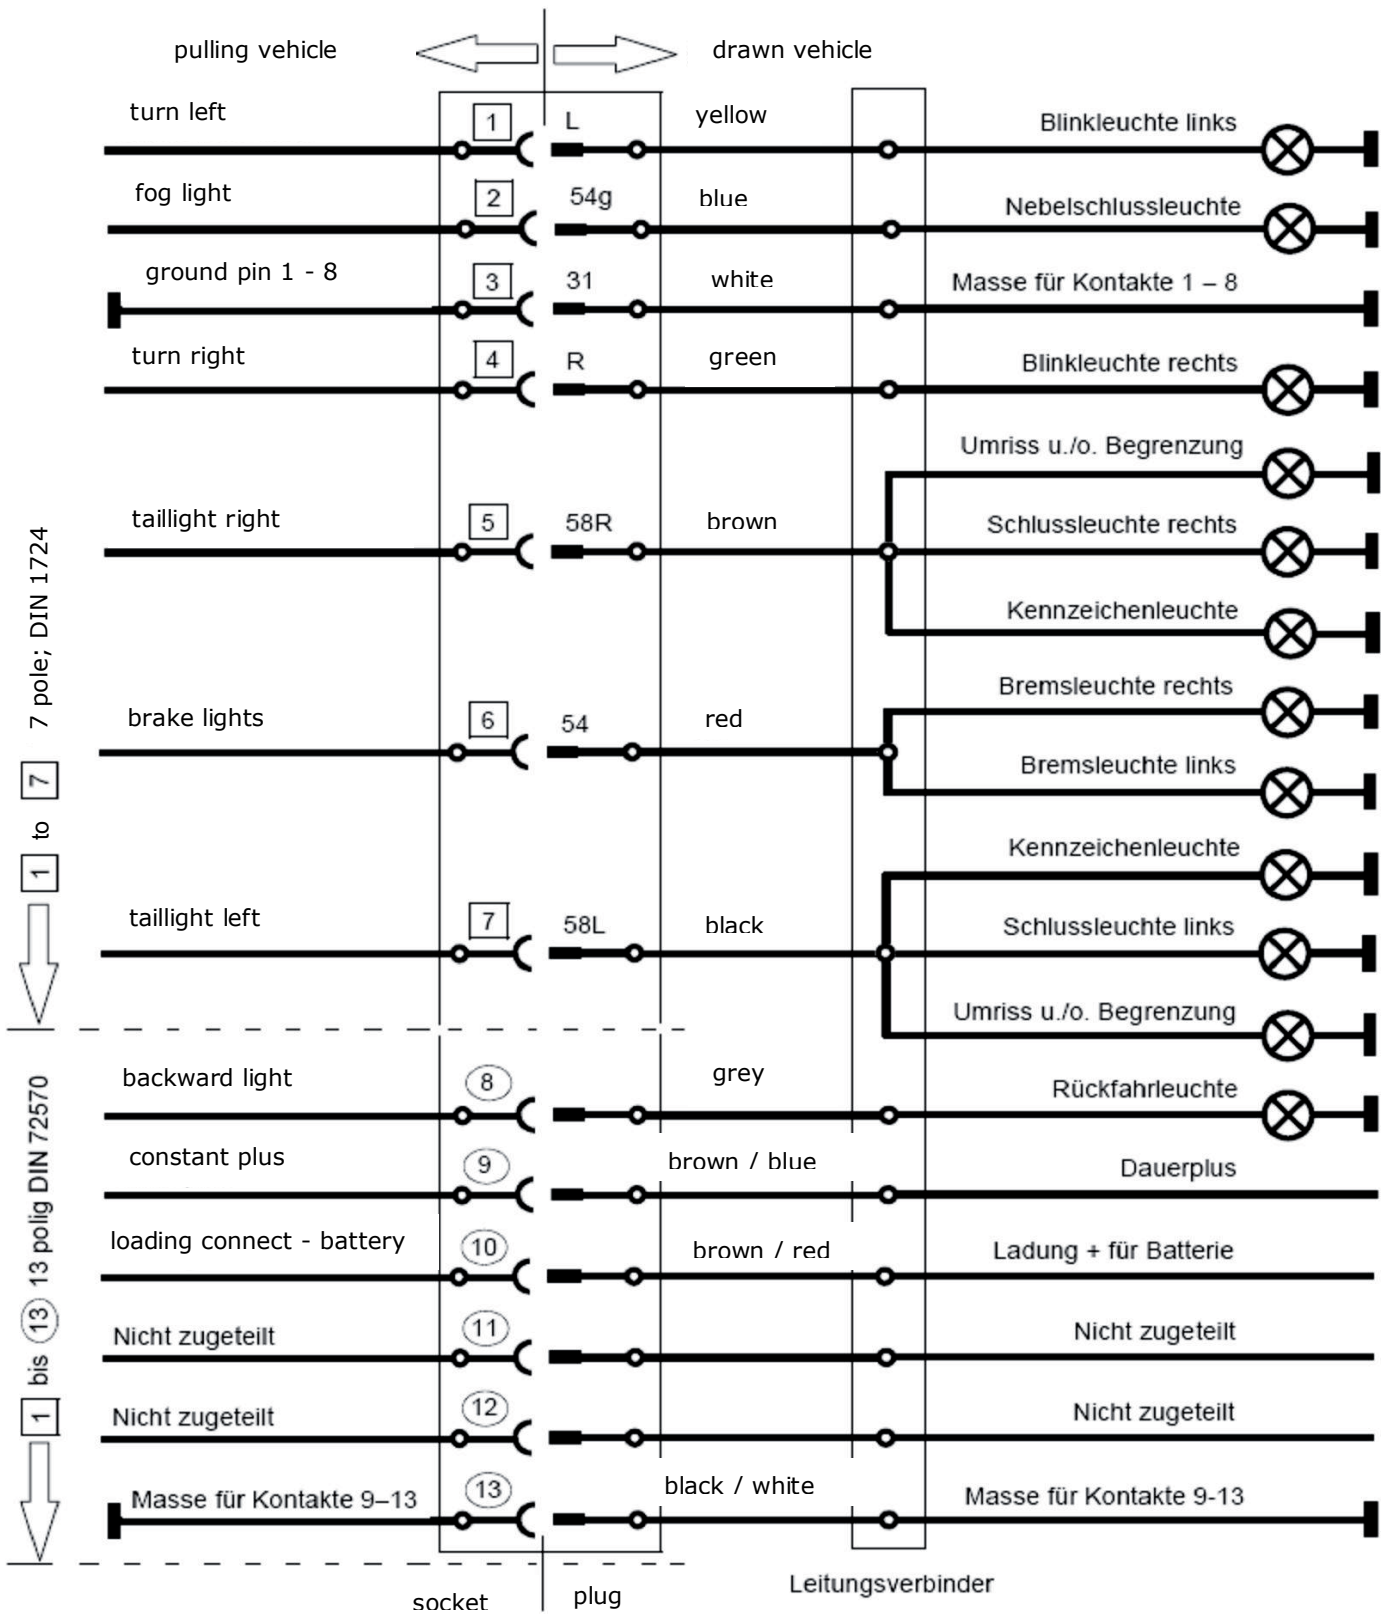 pulling vehicle drawn vehicle
turn left 1 L yellow Blinkleuchte links
fog light 2 54g blue Nebelschlussleuchte
ground pin 1 - 8 3 31 white Masse für Kontakte 1 – 8
turn right 4 R green Blinkleuchte rechts
Umriss u./o. Begrenzung
taillight right 5 58R brown Schlussleuchte rechts
Kennzeichenleuchte
Bremsleuchte rechts
brake lights 6 54 red
Bremsleuchte links
Kennzeichenleuchte
taillight left 7 58L black Schlussleuchte links
Umriss u./o. Begrenzung
1 to 7 7 pole; DIN 1724
backward light 8 grey Rückfahrleuchte
constant plus 9 brown / blue Dauerplus
loading connect - battery 10 brown / red Ladung + für Batterie
Nicht zugeteilt 11 Nicht zugeteilt
Nicht zugeteilt 12 Nicht zugeteilt
Masse für Kontakte 9–13 13 black / white Masse für Kontakte 9-13
1 bis 13 13 polig DIN 72570
socket plug Leitungsverbinder